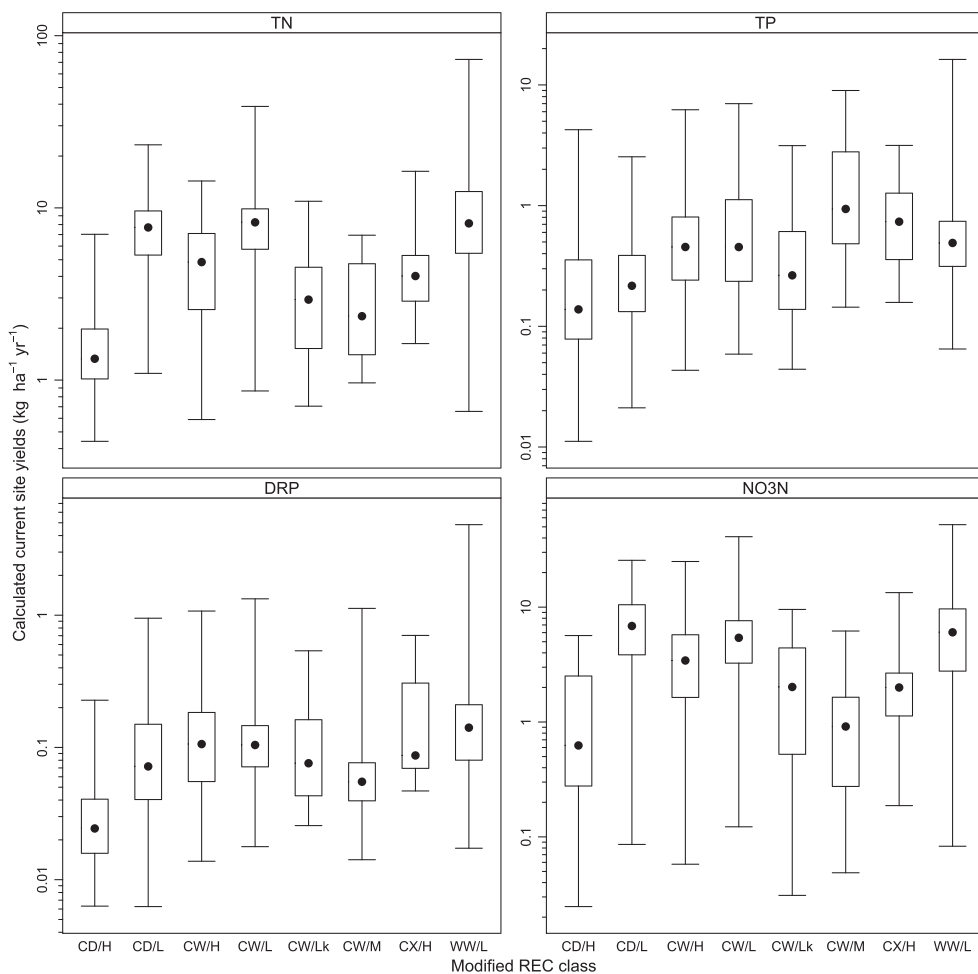 TN
TP
100
10
1
10
1
0.1
0.01
DRP
NO3N
1
0.1
0.01
10
1
0.1
Calculated current site yields (kg ha⁻¹ yr⁻¹)
CD/H CD/L CW/H CW/L CW/Lk CW/M CX/H WW/L
CD/H CD/L CW/H CW/L CW/Lk CW/M CX/H WW/L
Modified REC class